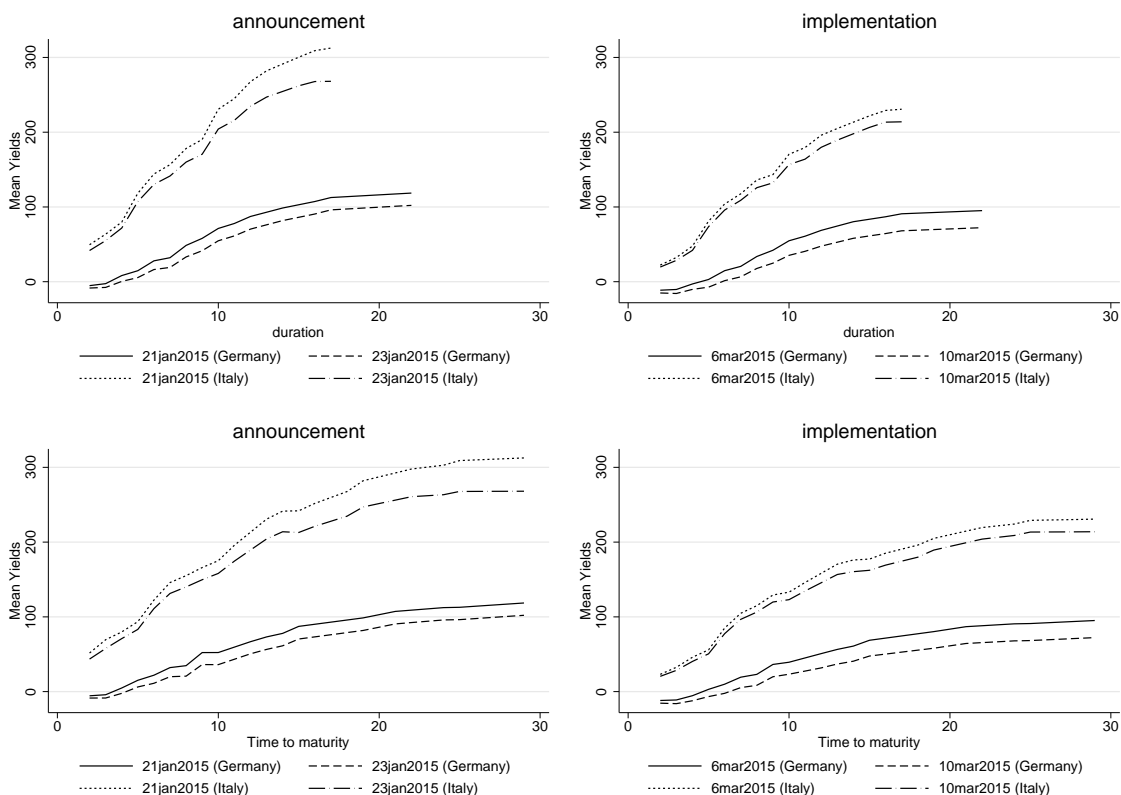 announcement
Mean Yields
300
200
100
0
0 10 20 30
duration
21jan2015 (Germany) 23jan2015 (Germany)
21jan2015 (Italy) 23jan2015 (Italy)
implementation
Mean Yields
300
200
100
0
0 10 20 30
duration
6mar2015 (Germany) 10mar2015 (Germany)
6mar2015 (Italy) 10mar2015 (Italy)
announcement
Mean Yields
300
200
100
0
0 10 20 30
Time to maturity
21jan2015 (Germany) 23jan2015 (Germany)
21jan2015 (Italy) 23jan2015 (Italy)
implementation
Mean Yields
300
200
100
0
0 10 20 30
Time to maturity
6mar2015 (Germany) 10mar2015 (Germany)
6mar2015 (Italy) 10mar2015 (Italy)